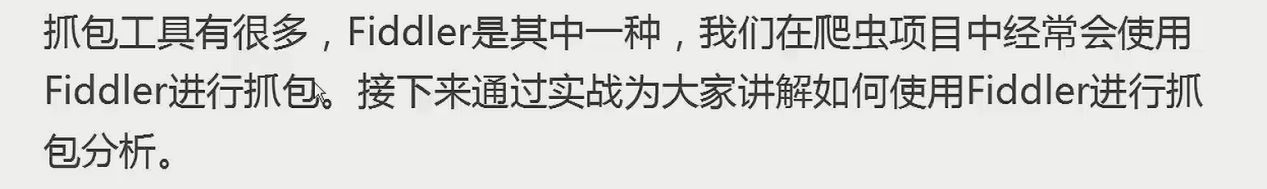 抓包工具有很多，Fiddler是其中一种，我们在爬虫项目中经常会使用
Fiddler进行抓包。接下来通过实战为大家讲解如何使用Fiddler进行抓
包分析。